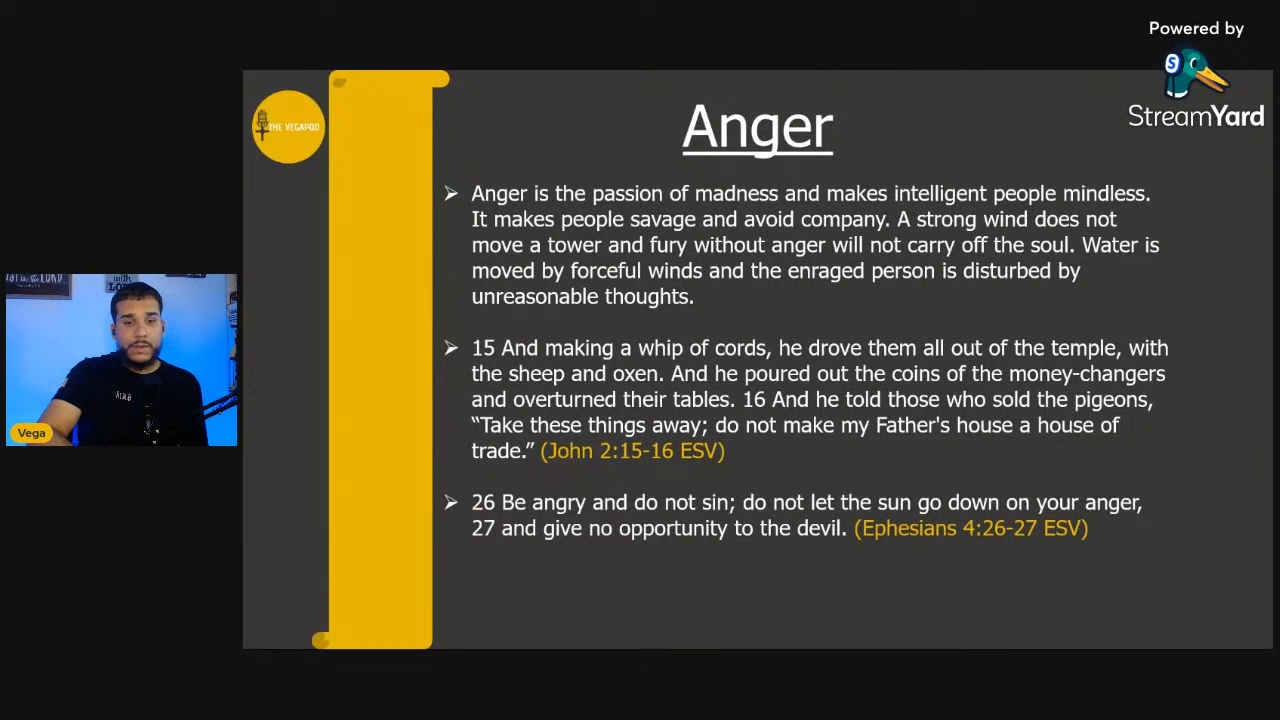 Powered by
StreamYard
THE VEGAPOD
Anger
Anger is the passion of madness and makes intelligent people mindless.
It makes people savage and avoid company. A strong wind does not
move a tower and fury without anger will not carry off the soul. Water is
moved by forceful winds and the enraged person is disturbed by
unreasonable thoughts.
15 And making a whip of cords, he drove them all out of the temple, with
the sheep and oxen. And he poured out the coins of the money-changers
and overturned their tables. 16 And he told those who sold the pigeons,
“Take these things away; do not make my Father's house a house of
trade.” (John 2:15-16 ESV)
26 Be angry and do not sin; do not let the sun go down on your anger,
27 and give no opportunity to the devil. (Ephesians 4:26-27 ESV)
Vega